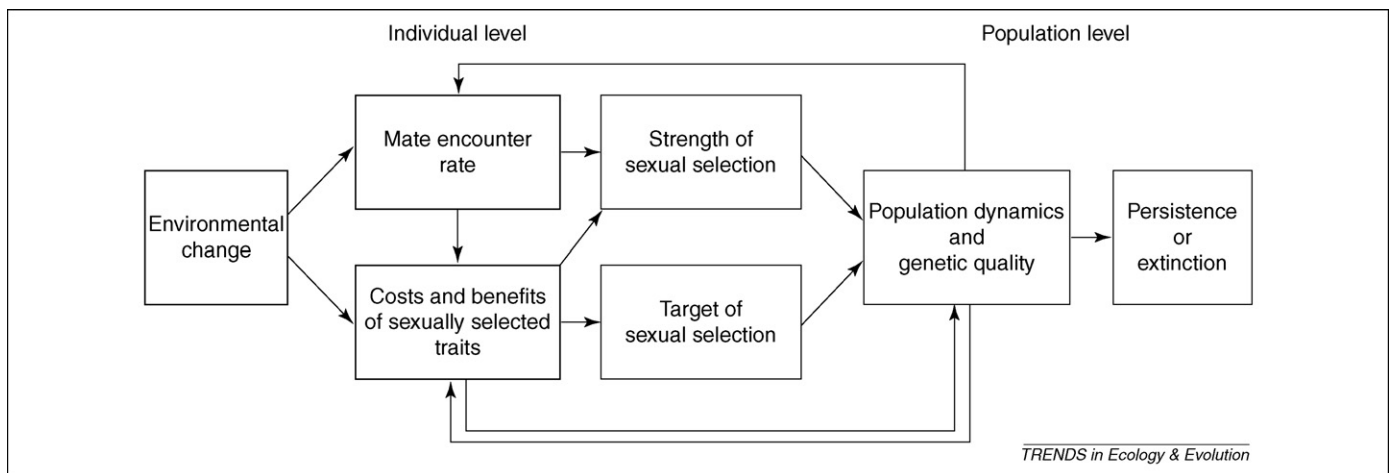 Individual level
Population level
Mate encounter
rate
Strength of
sexual selection
Environmental
change
Population dynamics
and
genetic quality
Persistence
or
extinction
Costs and benefits
of sexually selected
traits
Target of
sexual selection
TRENDS in Ecology & Evolution